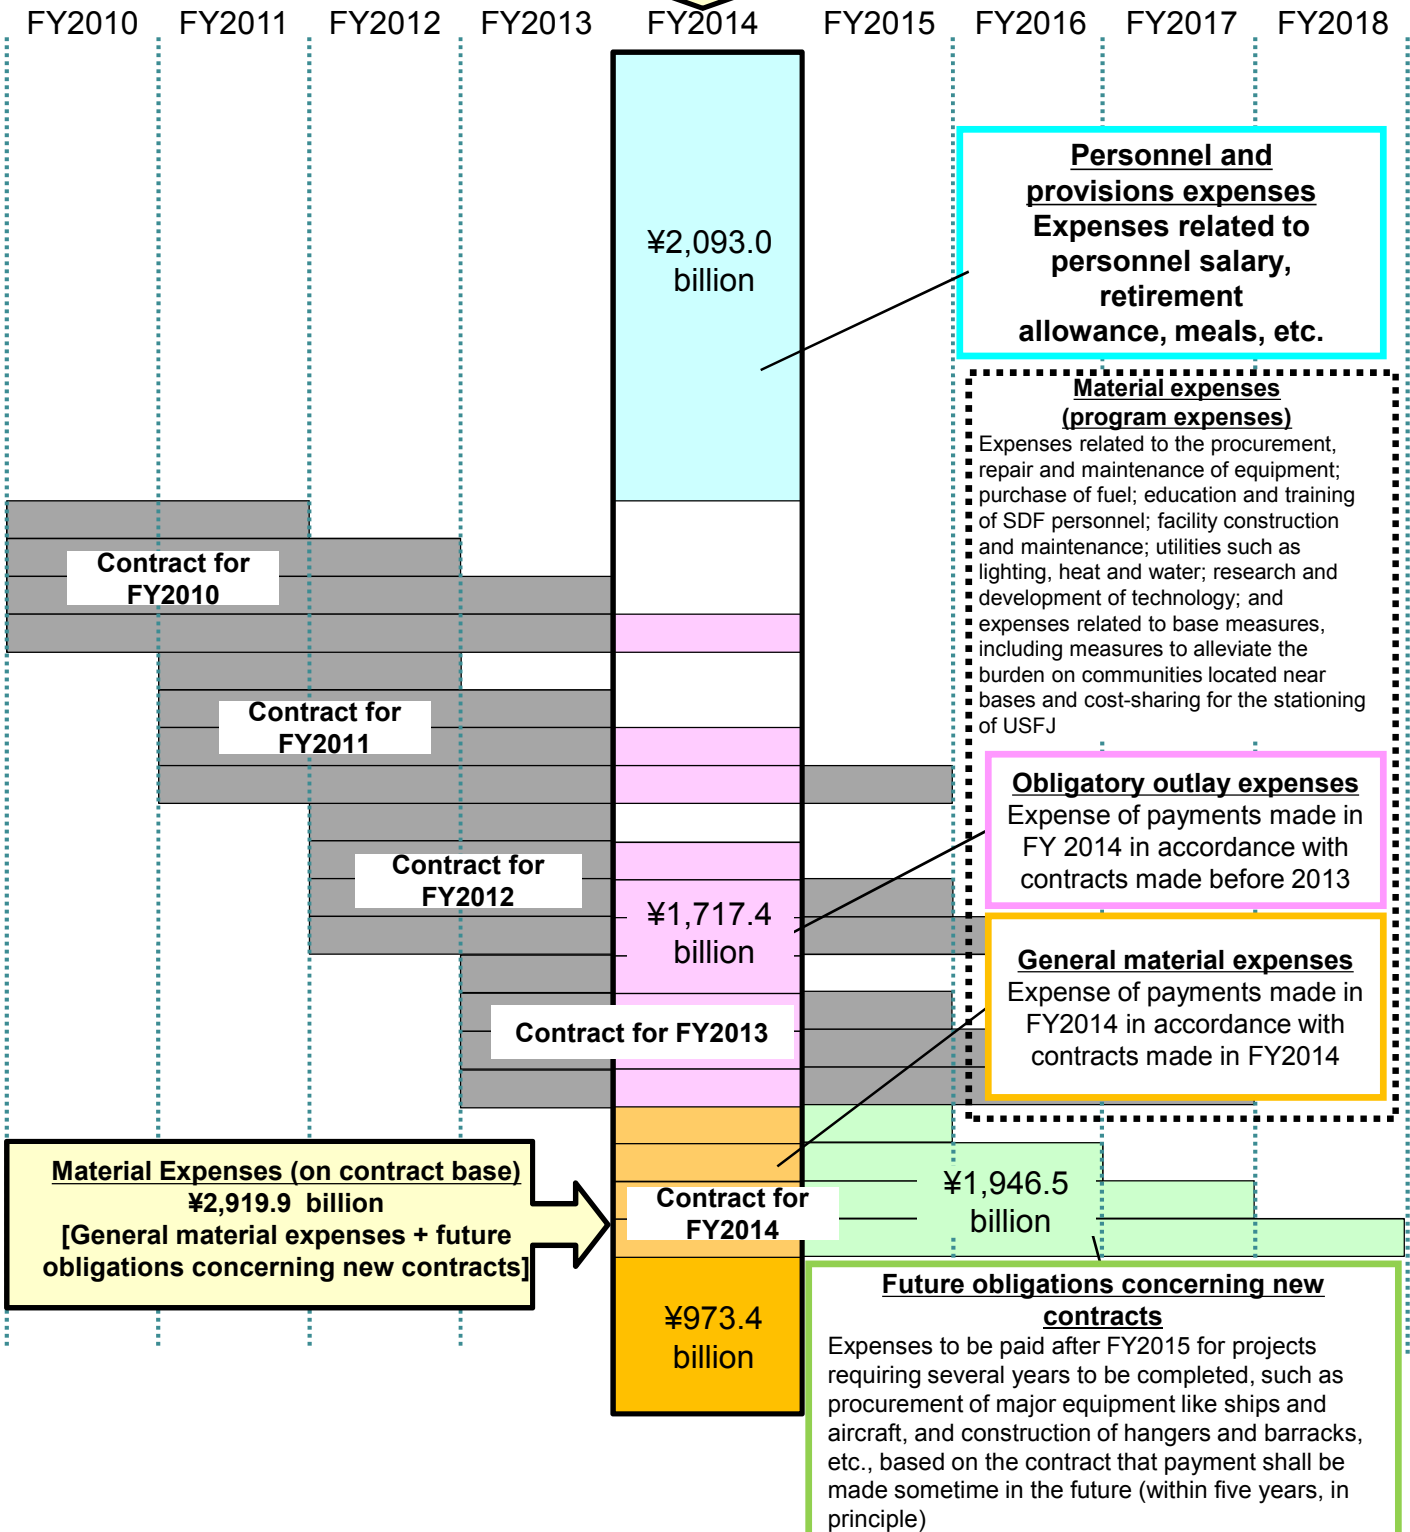 FY2010 FY2011 FY2012 FY2013 FY2014 FY2015 FY2016 FY2017 FY2018
Personnel and
provisions expenses
Expenses related to
personnel salary,
retirement
allowance, meals, etc.
¥2,093.0
billion
Material expenses
(program expenses)
Expenses related to the procurement,
repair and maintenance of equipment;
purchase of fuel; education and training
of SDF personnel; facility construction
and maintenance; utilities such as
lighting, heat and water; research and
development of technology; and
expenses related to base measures,
including measures to alleviate the
burden on communities located near
bases and cost-sharing for the stationing
of USFJ
Contract for
FY2010
Contract for
FY2011
Obligatory outlay expenses
Expense of payments made in
FY 2014 in accordance with
contracts made before 2013
Contract for
FY2012
¥1,717.4
billion
General material expenses
Expense of payments made in
FY2014 in accordance with
contracts made in FY2014
Contract for FY2013
Material Expenses (on contract base)
¥2,919.9 billion
[General material expenses + future
obligations concerning new contracts]
Contract for
FY2014
¥1,946.5
billion
¥973.4
billion
Future obligations concerning new
contracts
Expenses to be paid after FY2015 for projects
requiring several years to be completed, such as
procurement of major equipment like ships and
aircraft, and construction of hangers and barracks,
etc., based on the contract that payment shall be
made sometime in the future (within five years, in
principle)